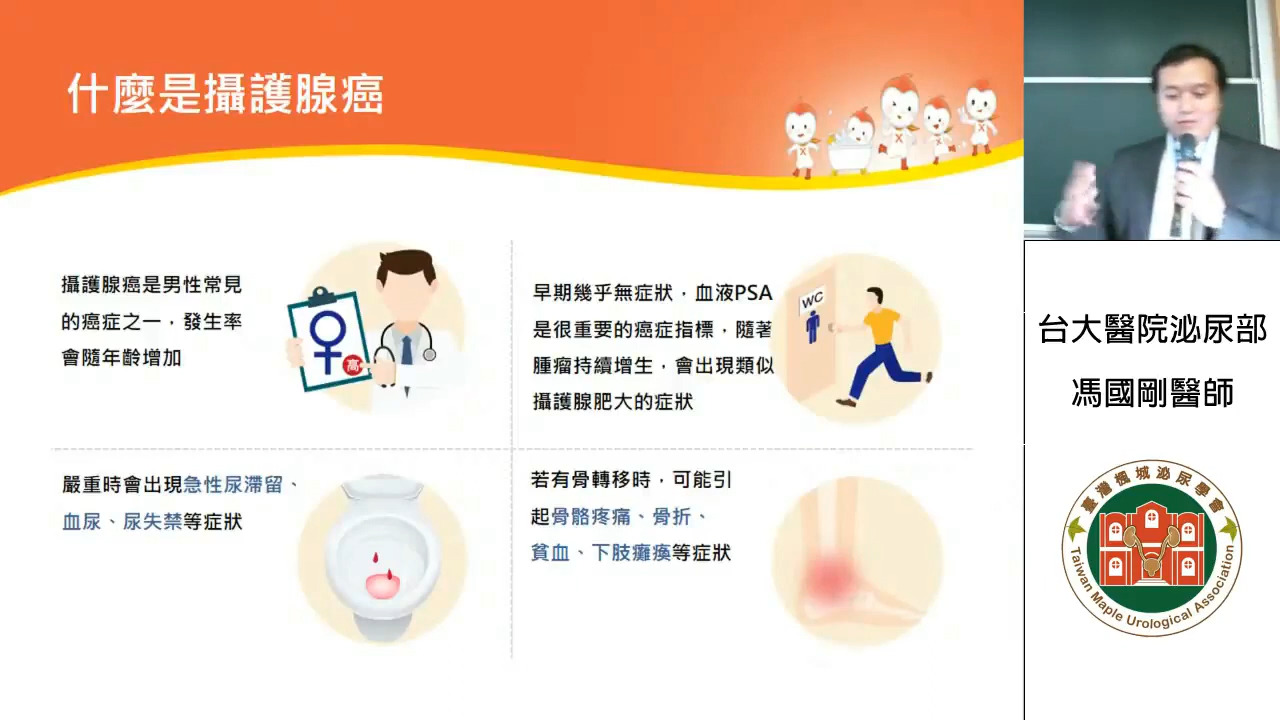 什麼是攝護腺癌
攝護腺癌是男性常見
的癌症之一，發生率
會隨年齡增加
高
早期幾乎無症狀，血液PSA
是很重要的癌症指標，隨著
腫瘤持續增生，會出現類似
攝護腺肥大的症狀
WC
嚴重時會出現急性尿滯留、
血尿、尿失禁等症狀
若有骨轉移時，可能引
起骨骼疼痛、骨折、
貧血、下肢癱瘓等症狀
台大醫院泌尿部
馮國剛醫師
臺灣楓城泌尿學會
Taiwan Maple Urological Association